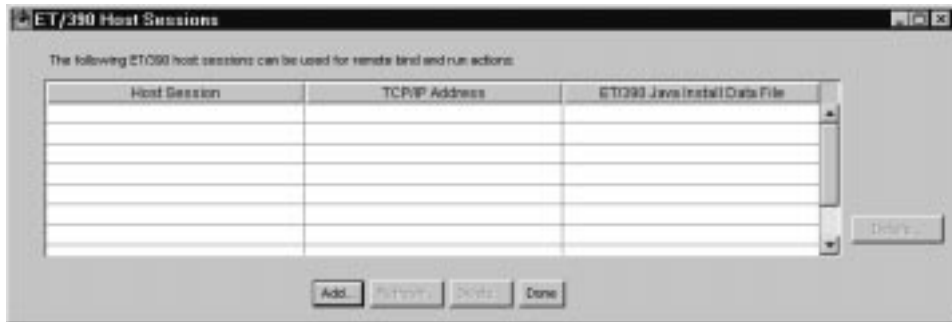 ET/390 Host Sessions
The following ET/390 host sessions can be used for remote bind and run actions:
Host Session TCP/IP Address ET/390 Java Install Data File
Add... Delete... Done